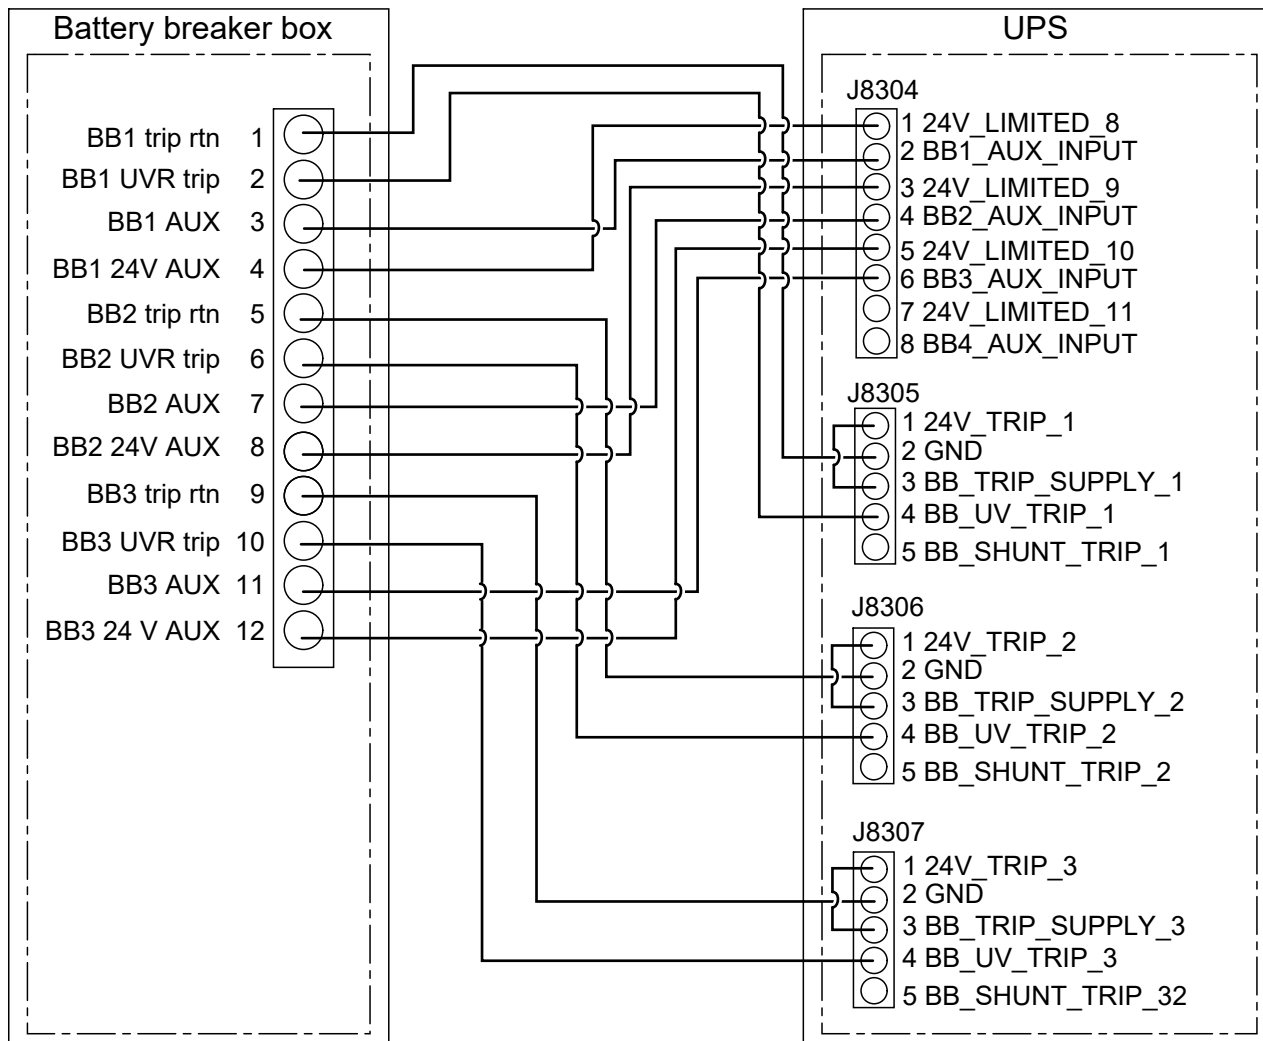 Battery breaker box
BB1 trip rtn 1
BB1 UVR trip 2
BB1 AUX 3
BB1 24V AUX 4
BB2 trip rtn 5
BB2 UVR trip 6
BB2 AUX 7
BB2 24V AUX 8
BB3 trip rtn 9
BB3 UVR trip 10
BB3 AUX 11
BB3 24 V AUX 12
UPS
J8304
1 24V_LIMITED_8
2 BB1_AUX_INPUT
3 24V_LIMITED_9
4 BB2_AUX_INPUT
5 24V_LIMITED_10
6 BB3_AUX_INPUT
7 24V_LIMITED_11
8 BB4_AUX_INPUT
J8305
1 24V_TRIP_1
2 GND
3 BB_TRIP_SUPPLY_1
4 BB_UV_TRIP_1
5 BB_SHUNT_TRIP_1
J8306
1 24V_TRIP_2
2 GND
3 BB_TRIP_SUPPLY_2
4 BB_UV_TRIP_2
5 BB_SHUNT_TRIP_2
J8307
1 24V_TRIP_3
2 GND
3 BB_TRIP_SUPPLY_3
4 BB_UV_TRIP_3
5 BB_SHUNT_TRIP_32